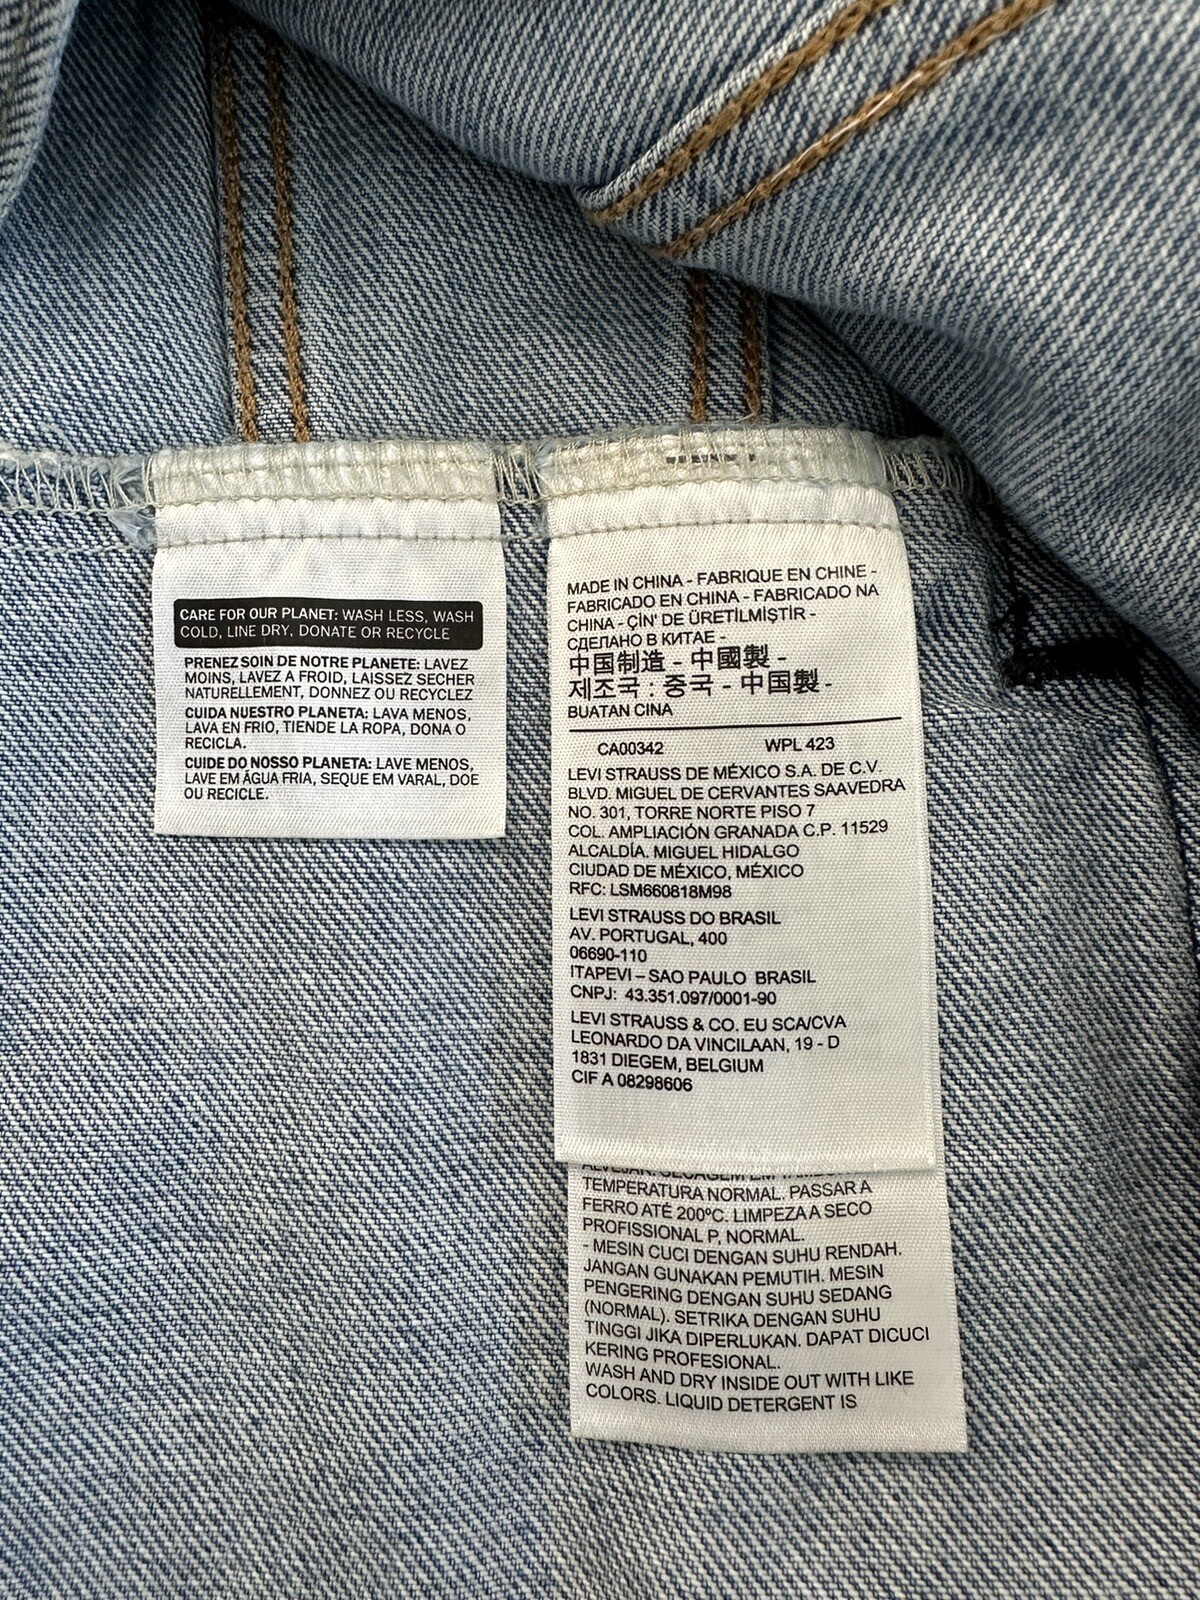 CARE FOR OUR PLANET: WASH LESS, WASH
COLD, LINE DRY, DONATE OR RECYCLE
PRENEZ SOIN DE NOTRE PLANETE: LAVEZ
MOINS, LAVEZ A FROID, LAISSEZ SECHER
NATURELLEMENT, DONNEZ OU RECYCLEZ
CUIDA NUESTRO PLANETA: LAVA MENOS,
LAVA EN FRIO, TIENDE LA ROPA, DONA O
RECICLA.
CUIDE DO NOSSO PLANETA: LAVE MENOS,
LAVE EM ÁGUA FRIA, SEQUE EM VARAL, DOE
OU RECICLE.
MADE IN CHINA - FABRIQUE EN CHINE -
FABRICADO EN CHINA - FABRICADO NA
CHINA - ÇİN' DE ÜRETİLMİŞTİR -
СДЕЛАНО В КИТАЕ -
中国制造 - 中國製 -
제조국 : 중국 - 中国製 -
BUATAN CINA
CA00342 WPL 423
LEVI STRAUSS DE MÉXICO S.A. DE C.V.
BLVD. MIGUEL DE CERVANTES SAAVEDRA
NO. 301, TORRE NORTE PISO 7
COL. AMPLIACIÓN GRANADA C.P. 11529
ALCALDÍA. MIGUEL HIDALGO
CIUDAD DE MÉXICO, MÉXICO
RFC: LSM660818M98
LEVI STRAUSS DO BRASIL
AV. PORTUGAL, 400
06690-110
ITAPEVI – SAO PAULO BRASIL
CNPJ: 43.351.097/0001-90
LEVI STRAUSS & CO. EU SCA/CVA
LEONARDO DA VINCILAAN, 19 - D
1831 DIEGEM, BELGIUM
CIF A 08298606
ALVEJAR. SECAGEM EM
TEMPERATURA NORMAL. PASSAR A
FERRO ATÉ 200ºC. LIMPEZA A SECO
PROFISSIONAL P, NORMAL.
- MESIN CUCI DENGAN SUHU RENDAH.
JANGAN GUNAKAN PEMUTIH. MESIN
PENGERING DENGAN SUHU SEDANG
(NORMAL). SETRIKA DENGAN SUHU
TINGGI JIKA DIPERLUKAN. DAPAT DICUCI
KERING PROFESIONAL.
WASH AND DRY INSIDE OUT WITH LIKE
COLORS. LIQUID DETERGENT IS